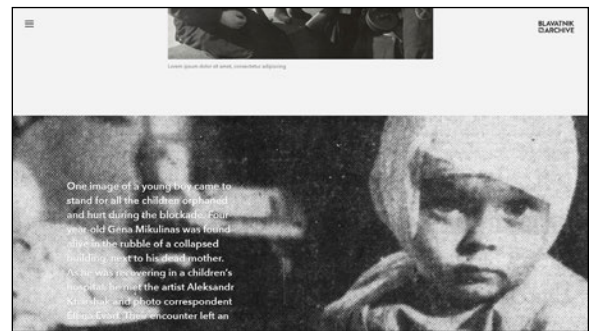 BLAVATNIK
ARCHIVE
Lorem ipsum dolor sit amet, consectetur adipiscing
One image of a young boy came to
stand for all the children orphaned
and hurt during the blockade. Four
year-old Gena Mikulinas was found
alive in the rubble of a collapsed
building, next to his dead mother.
As he was recovering in a children's
hospital, he met the artist Aleksandr
and photo correspondent
Their encounter left an